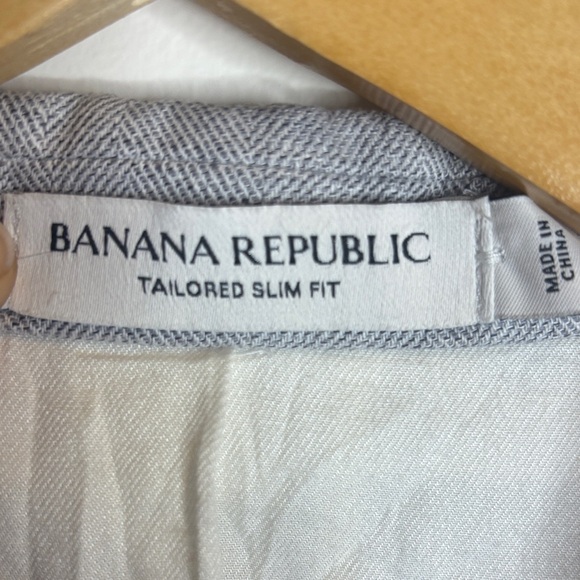 BANANA REPUBLIC
TAILORED SLIM FIT
MADE IN
CHINA